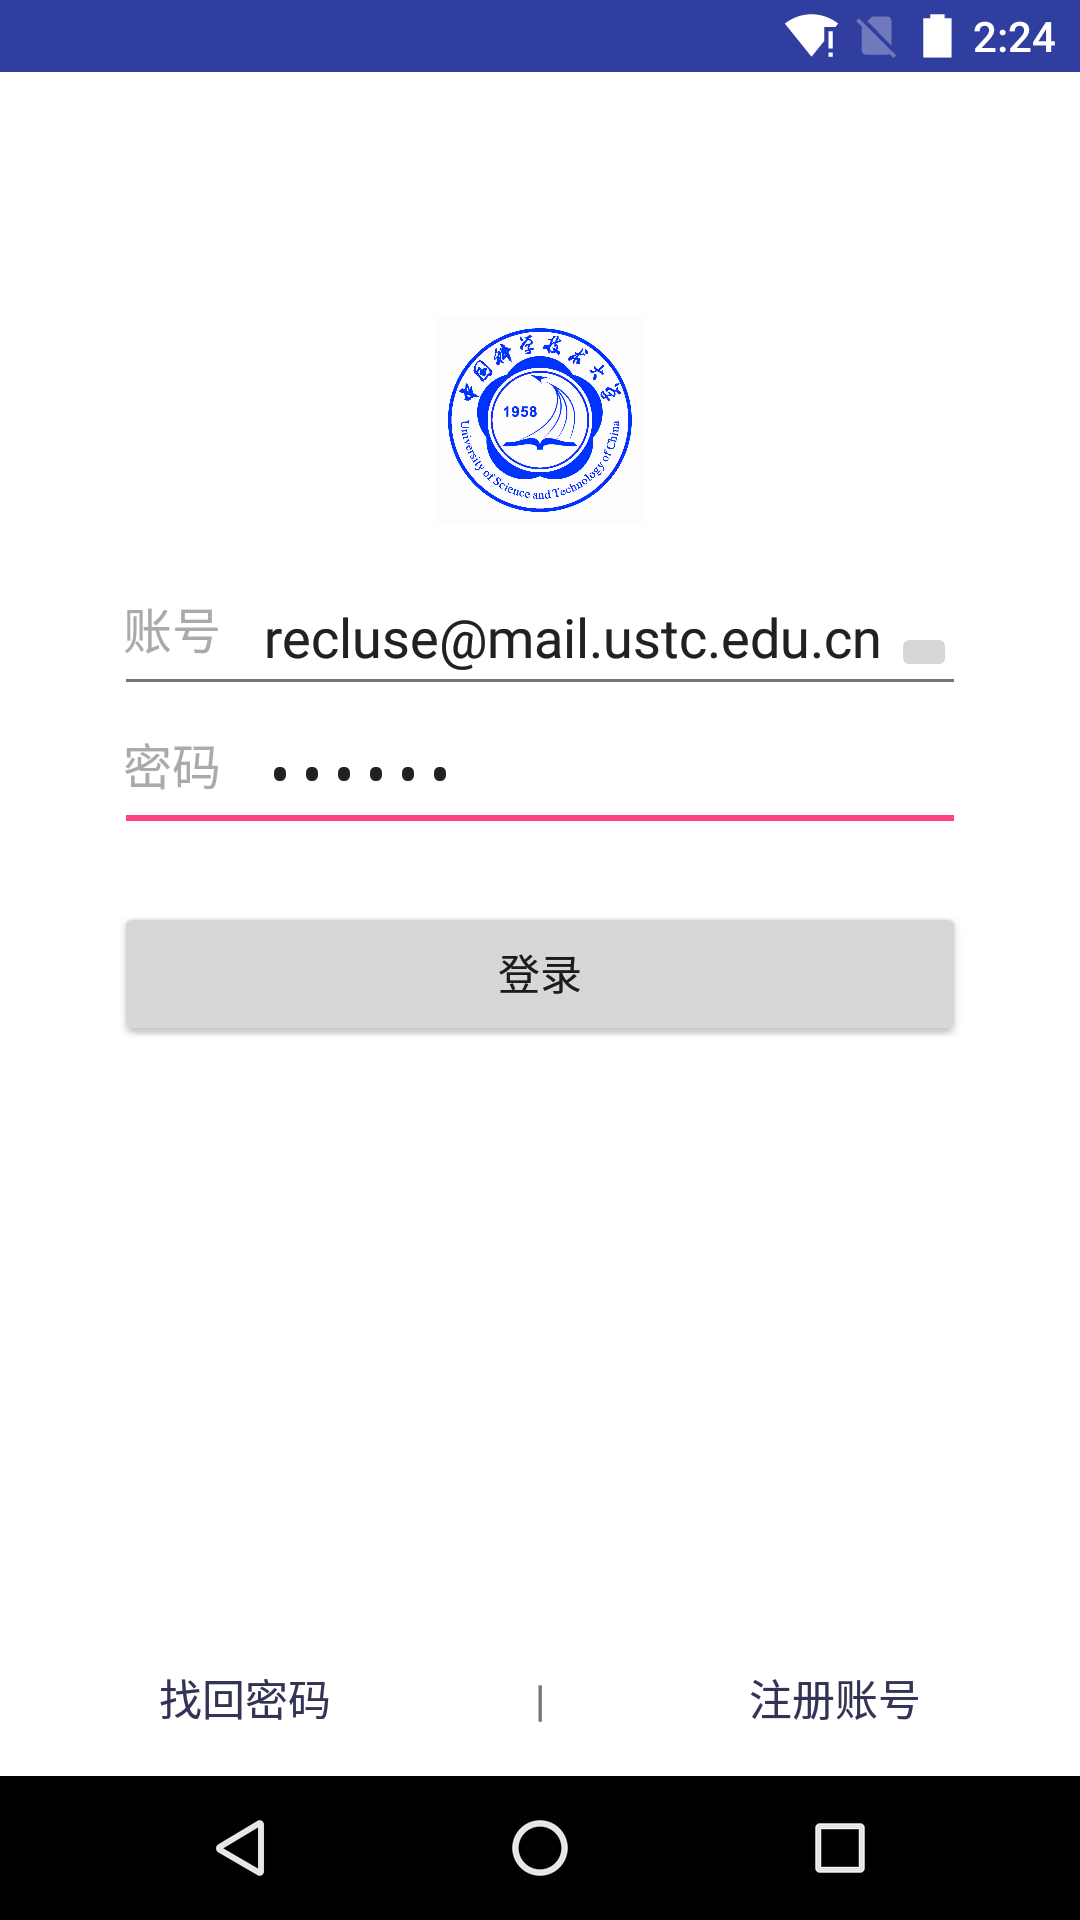 2:24
中国科学技术大学
1958
University of Science and Technology of China
账号 recluse@mail.ustc.edu.cn
密码 ••••••
登录
找回密码 | 注册账号